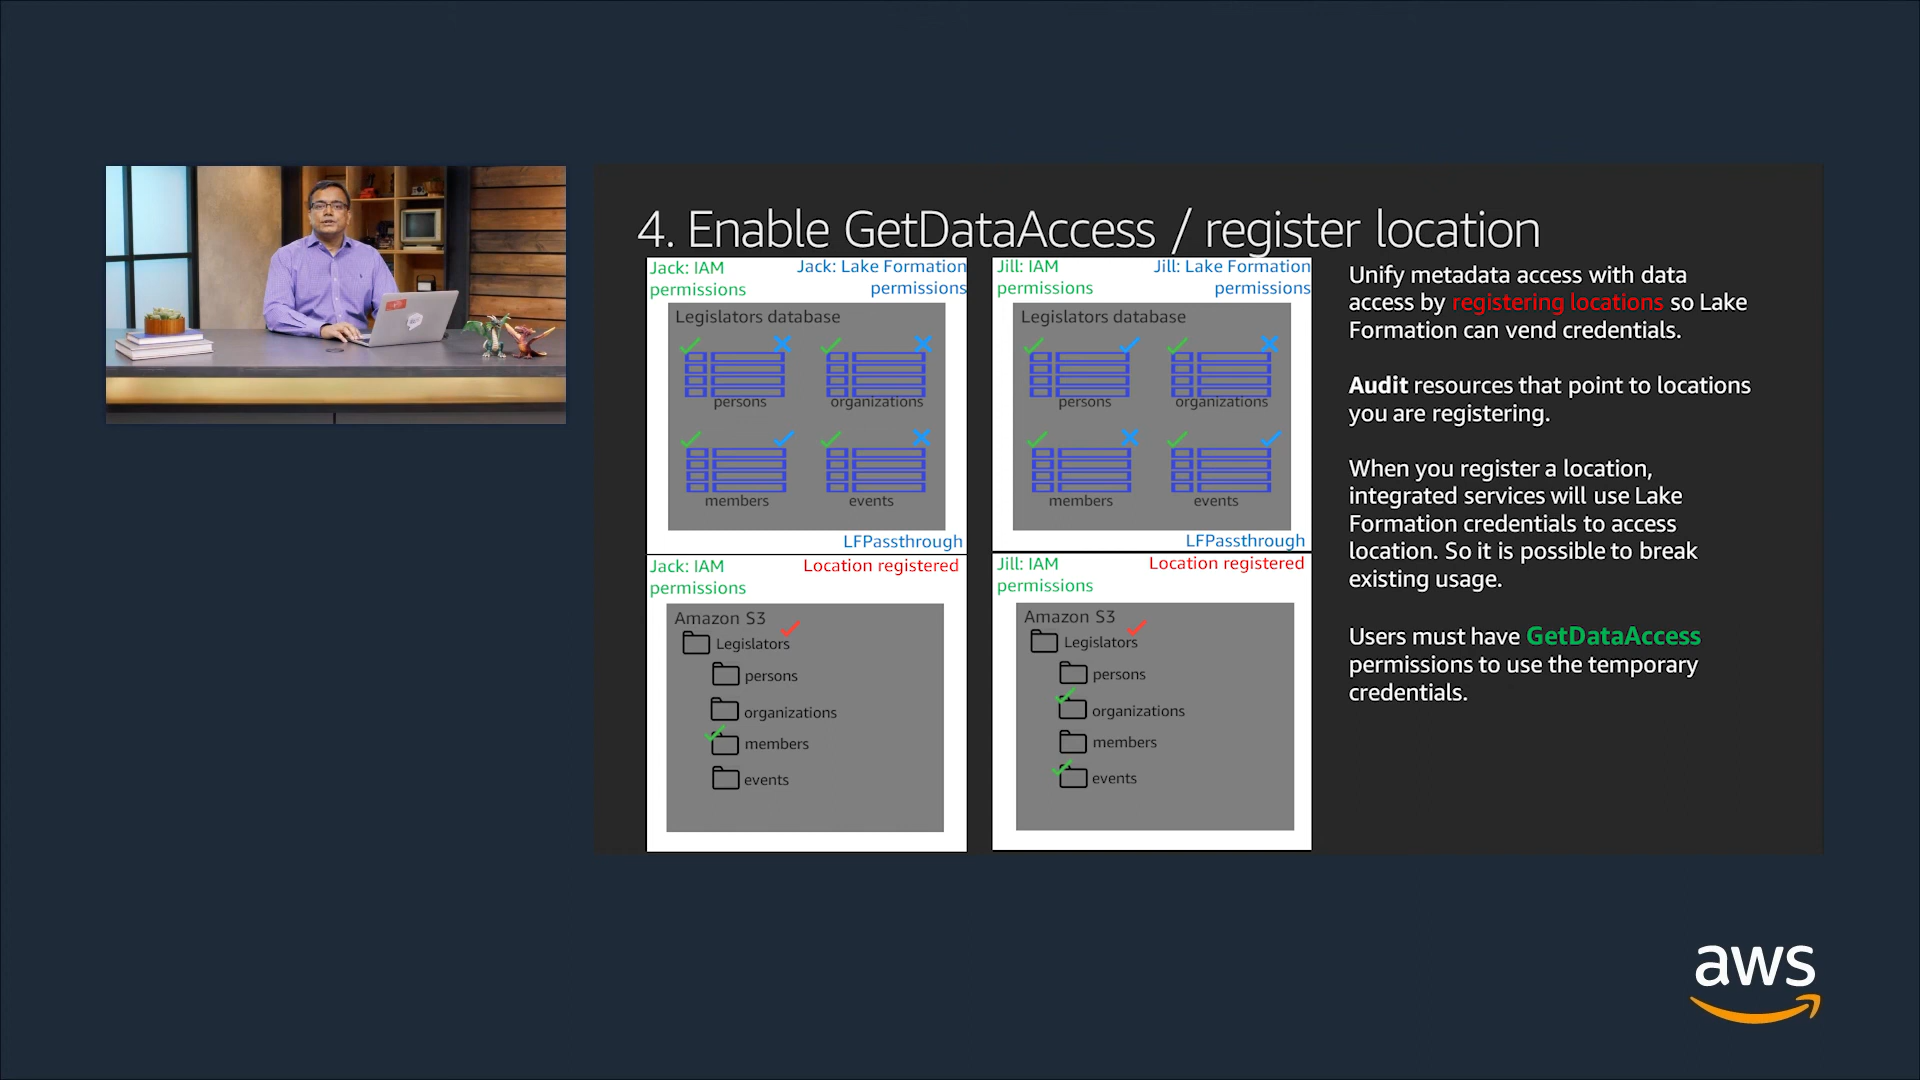 4. Enable GetDataAccess / register location
Jack: IAM
permissions
Jack: Lake Formation
permissions
Legislators database
persons
organizations
members
events
LFPassthrough
Jack: IAM
permissions
Location registered
Amazon S3
Legislators
persons
organizations
members
events
Jill: IAM
permissions
Jill: Lake Formation
permissions
Legislators database
persons
organizations
members
events
LFPassthrough
Jill: IAM
permissions
Location registered
Amazon S3
Legislators
persons
organizations
members
events
Unify metadata access with data
access by registering locations so Lake
Formation can vend credentials.
Audit resources that point to locations
you are registering.
When you register a location,
integrated services will use Lake
Formation credentials to access
location. So it is possible to break
existing usage.
Users must have GetDataAccess
permissions to use the temporary
credentials.
aws